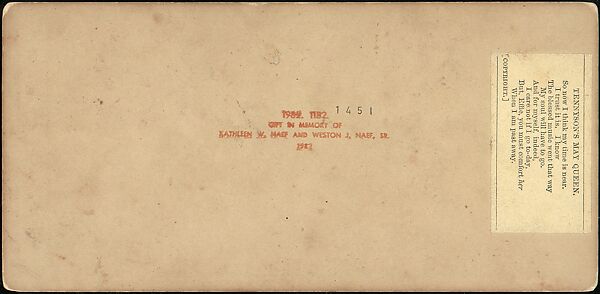 1982. 1182. 1451
GIFT IN MEMORY OF
KATHLEEN W. NAEF AND WESTON J. NAEF, SR.
1982
TENNYSON'S MAY QUEEN.
So now I think my time is near.
I trust it is. I know
The blessed music went that way
My soul will have to go.
And for myself, indeed,
I care not if I go to-day,
But, Effie, you must comfort her
When I am past away.
[COPYRIGHT.]